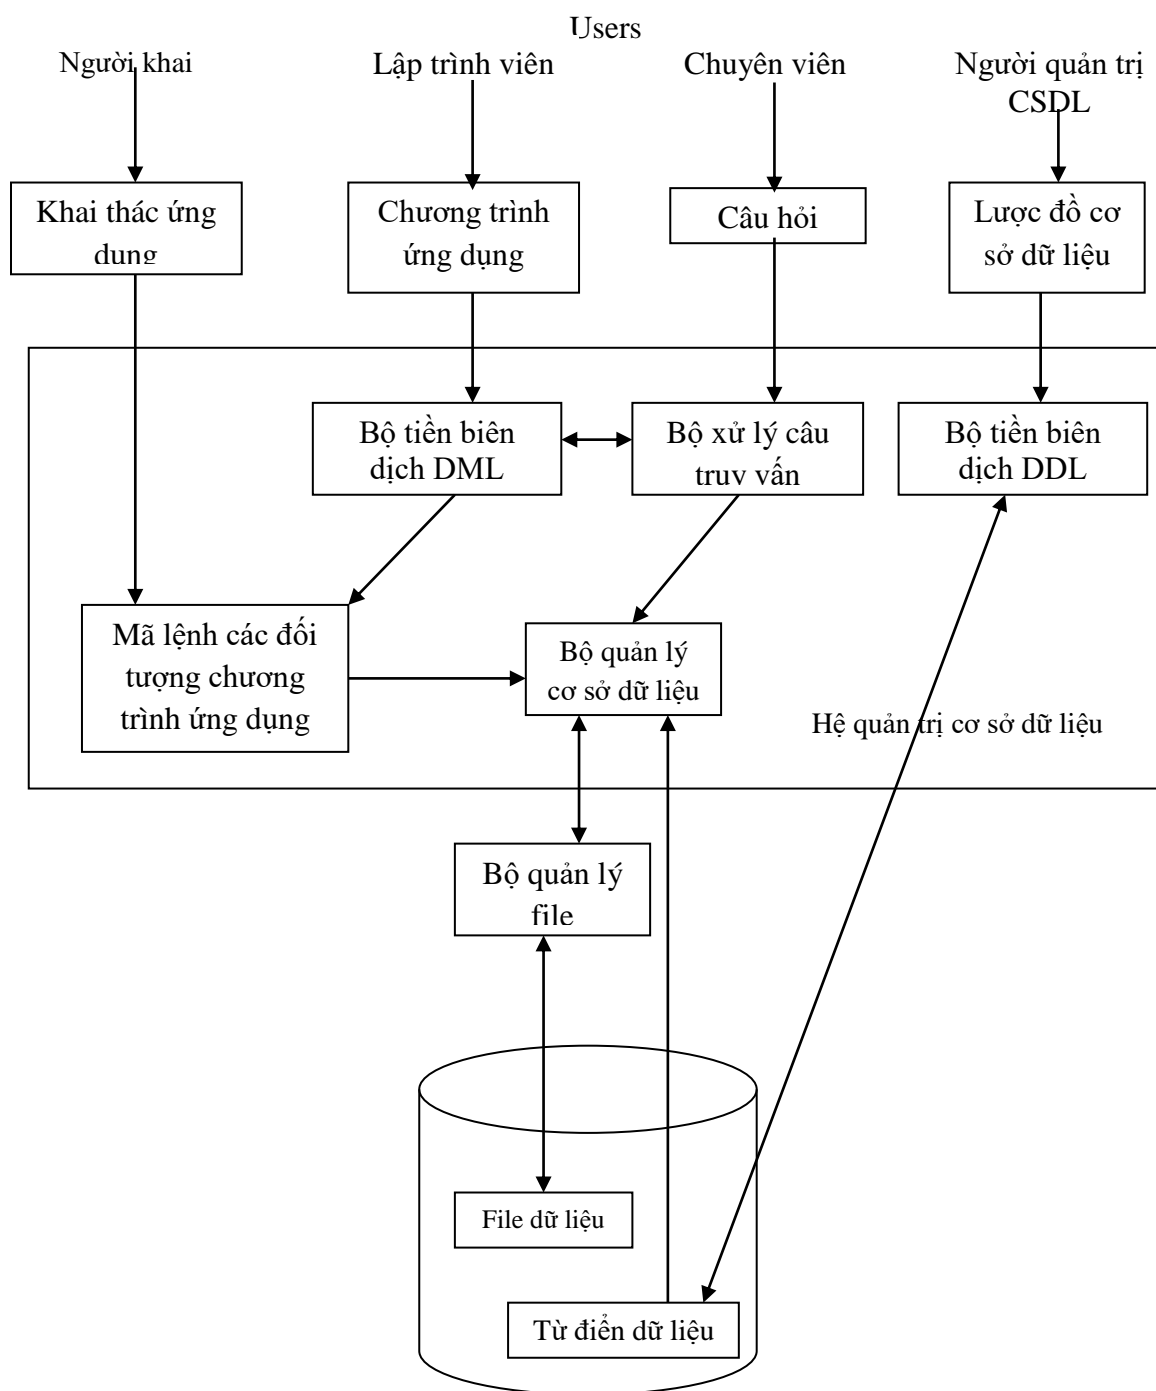 Users
Người khai
Lập trình viên
Chuyên viên
Người quản trị
CSDL
Khai thác ứng
dụng
Chương trình
ứng dụng
Câu hỏi
Lược đồ cơ
sở dữ liệu
Bộ tiền biên
dịch DML
Bộ xử lý câu
truy vấn
Bộ tiền biên
dịch DDL
Mã lệnh các đối
tượng chương
trình ứng dụng
Bộ quản lý
cơ sở dữ liệu
Hệ quản trị cơ sở dữ liệu
Bộ quản lý
file
File dữ liệu
Từ điển dữ liệu